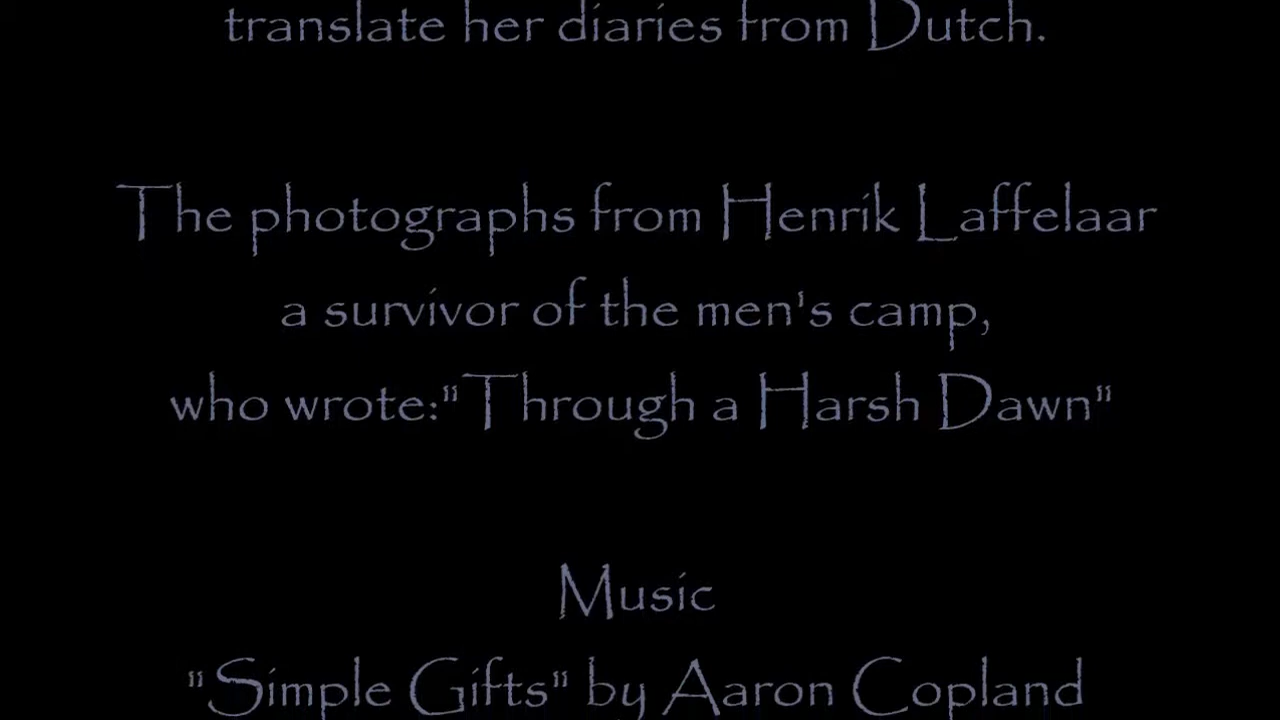 translate her diaries from Dutch.
The photographs from Henrik Laffelaar
a survivor of the men's camp,
who wrote:"Through a Harsh Dawn"
Music
"Simple Gifts" by Aaron Copland